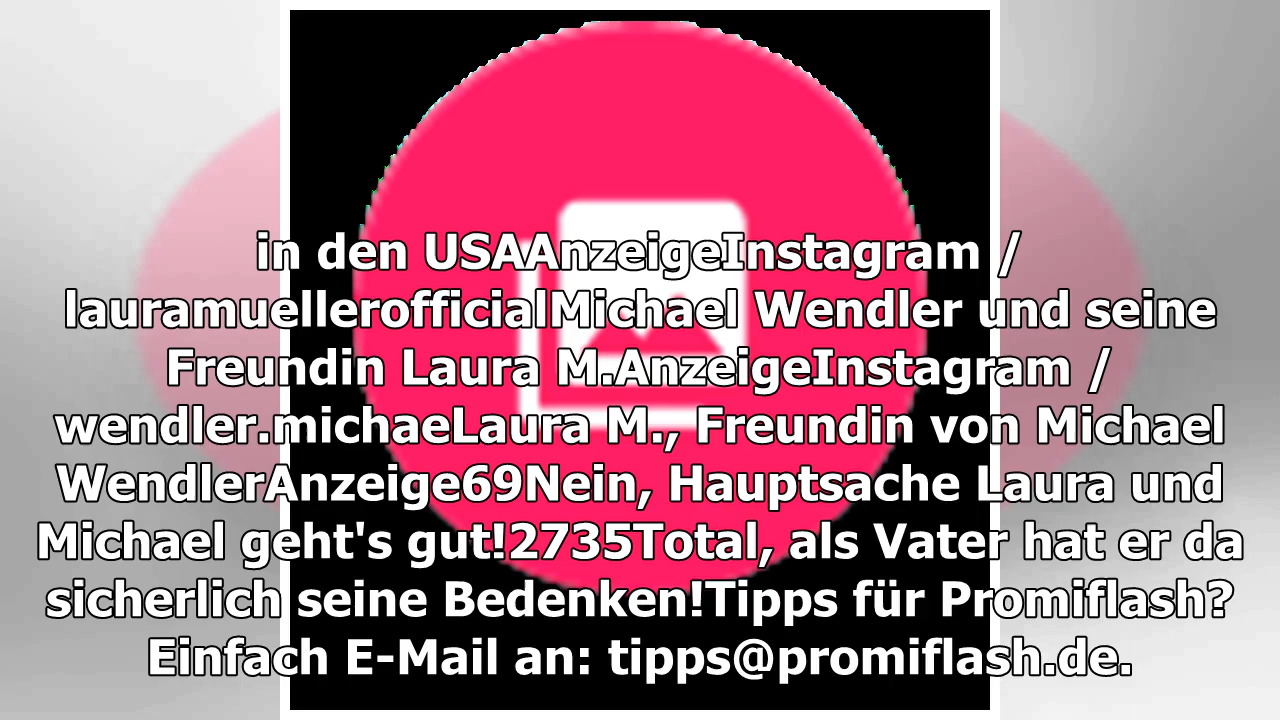 in den USAAnzeigeInstagram /
lauramuellerofficialMichael Wendler und seine
Freundin Laura M.AnzeigeInstagram /
wendler.michaeLaura M., Freundin von Michael
WendlerAnzeige69Nein, Hauptsache Laura und
Michael geht's gut!2735Total, als Vater hat er da
sicherlich seine Bedenken!Tipps für Promiflash?
Einfach E-Mail an: tipps@promiflash.de.